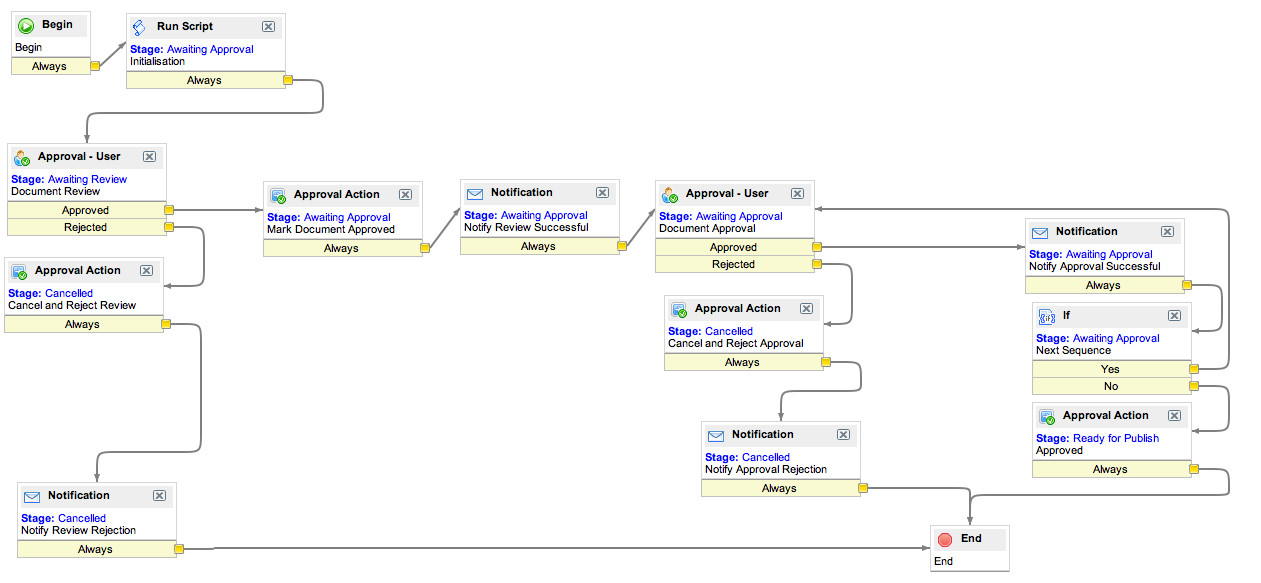 Begin
Begin
Always
Run Script
Stage: Awaiting Approval
Initialisation
Always
Approval - User
Stage: Awaiting Review
Document Review
Approved
Rejected
Approval Action
Stage: Awaiting Approval
Mark Document Approved
Always
Notification
Stage: Awaiting Approval
Notify Review Successful
Always
Approval - User
Stage: Awaiting Approval
Document Approval
Approved
Rejected
Notification
Stage: Awaiting Approval
Notify Approval Successful
Always
Approval Action
Stage: Cancelled
Cancel and Reject Review
Always
Approval Action
Stage: Cancelled
Cancel and Reject Approval
Always
If
Stage: Awaiting Approval
Next Sequence
Yes
No
Approval Action
Stage: Ready for Publish
Approved
Always
Notification
Stage: Cancelled
Notify Approval Rejection
Always
Notification
Stage: Cancelled
Notify Review Rejection
Always
End
End